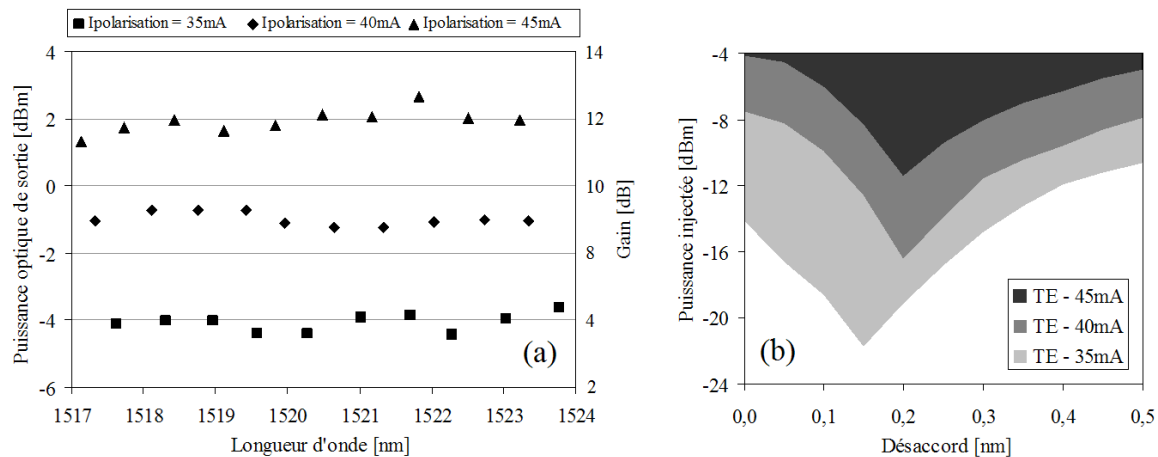 Ipolarisation = 35mA Ipolarisation = 40mA Ipolarisation = 45mA
Puissance optique de sortie [dBm]
4
2
0
-2
-4
-6
14
12
10
8
4
2
Gain [dB]
(a)
1517 1518 1519 1520 1521 1522 1523 1524
Longueur d'onde [nm]
Puissance injectée [dBm]
-4
-8
-12
-16
-20
-24
(b)
TE - 45mA
TE - 40mA
TE - 35mA
0,0 0,1 0,2 0,3 0,4 0,5
Désaccord [nm]